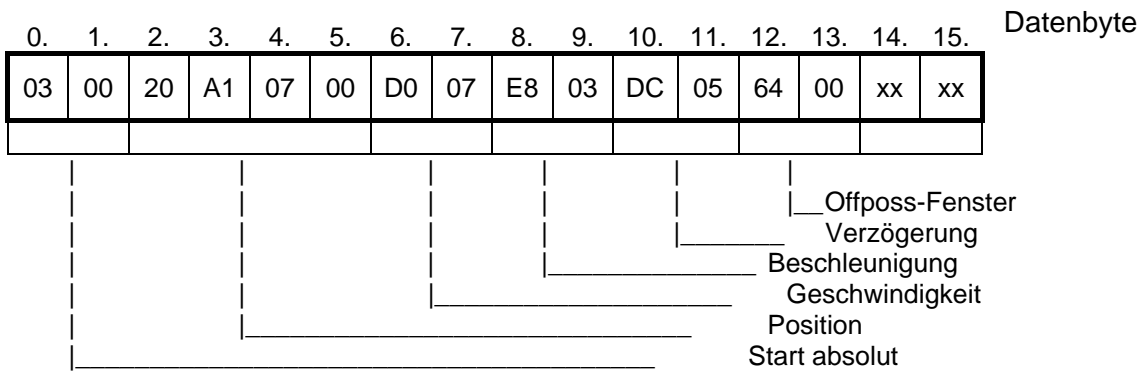 Datenbyte
0. 1. 2. 3. 4. 5. 6. 7. 8. 9. 10. 11. 12. 13. 14. 15.
03 00 20 A1 07 00 D0 07 E8 03 DC 05 64 00 xx xx
Offposs-Fenster
Verzögerung
Beschleunigung
Geschwindigkeit
Position
Start absolut